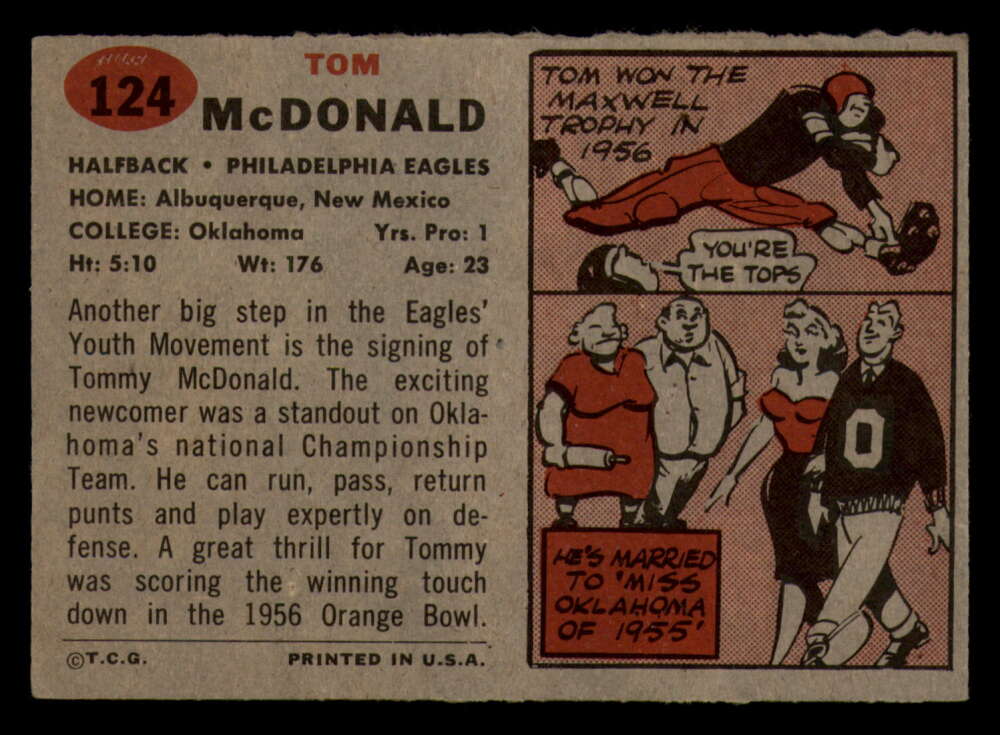 124
TOM
McDONALD
HALFBACK • PHILADELPHIA EAGLES
HOME: Albuquerque, New Mexico
COLLEGE: Oklahoma Yrs. Pro: 1
Ht: 5:10 Wt: 176 Age: 23
Another big step in the Eagles'
Youth Movement is the signing of
Tommy McDonald. The exciting
newcomer was a standout on Okla-
homa's national Championship
Team. He can run, pass, return
punts and play expertly on de-
fense. A great thrill for Tommy
was scoring the winning touch
down in the 1956 Orange Bowl.
©T.C.G. PRINTED IN U.S.A.
TOM WON THE
MAXWELL
TROPHY IN
1956
YOU'RE
THE TOPS
O
HE'S MARRIED
TO 'MISS
OKLAHOMA
OF 1955'